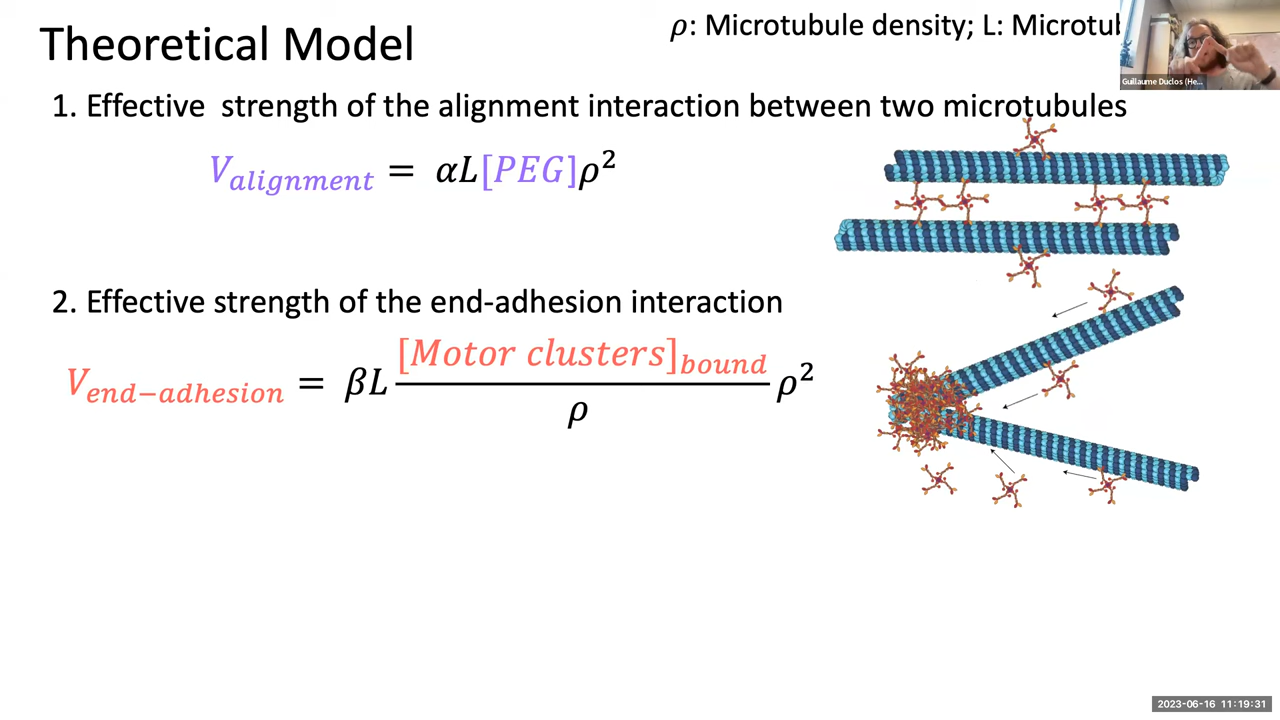 Theoretical Model
ρ: Microtubule density; L: Microtub
Guillaume Duclos (He...
1. Effective strength of the alignment interaction between two microtubules
V_alignment = αL[PEG]ρ²
2. Effective strength of the end-adhesion interaction
V_end−adhesion = βL [Motor clusters]_bound / ρ ρ²
2023-06-16 11:19:31